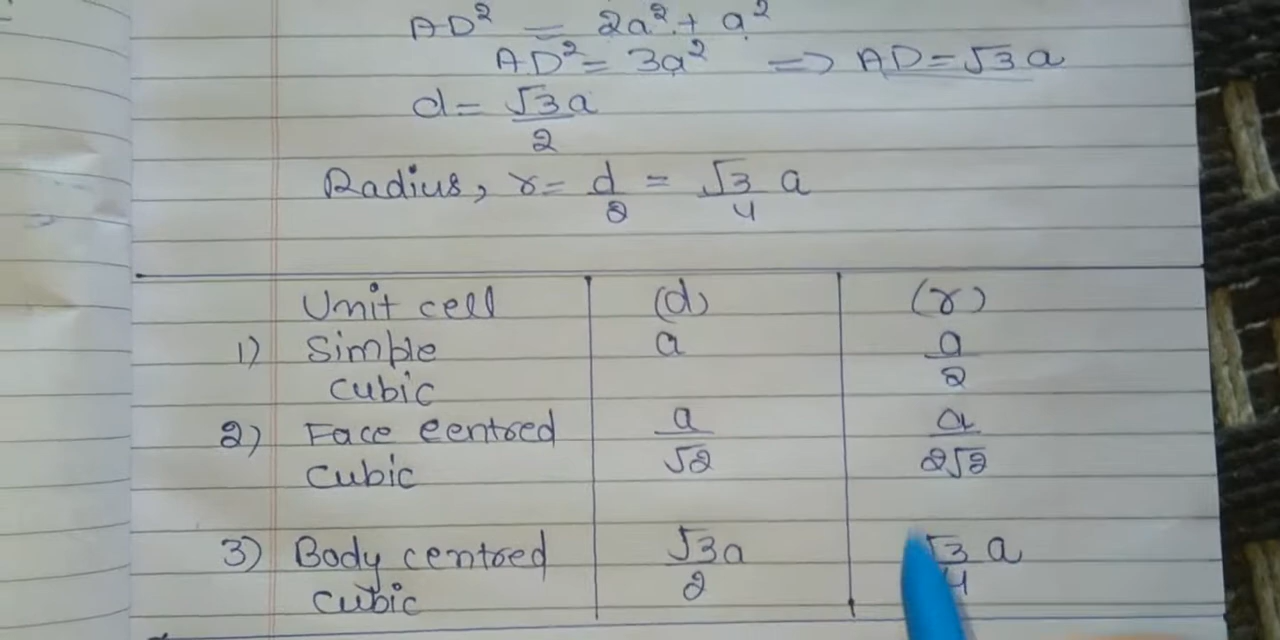 AD² = 2a² + a²
AD² = 3a² => AD = √3 a
d = √3a/2
Radius, r = d/2 = √3/4 a
Unit cell (d) (r)
1) Simple cubic a a/2
2) Face centred cubic a/√2 a/2√2
3) Body centred cubic √3a/2 √3/4 a